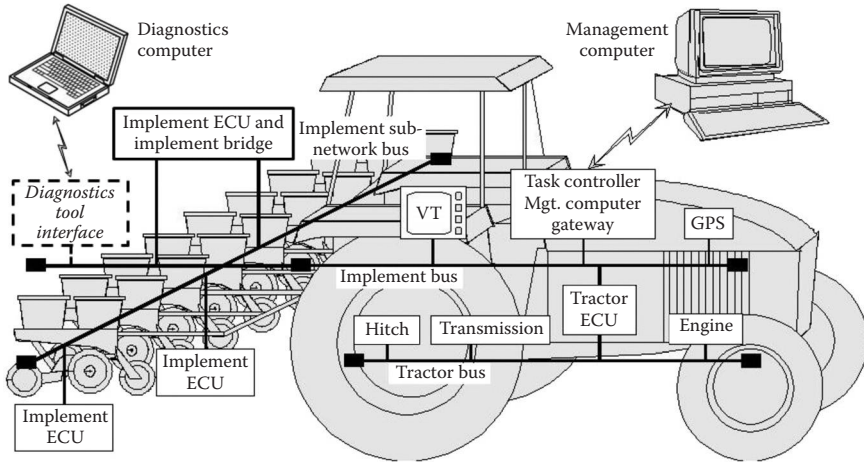 Diagnostics
computer
Management
computer
Implement ECU and
implement bridge
Implement sub-
network bus
Diagnostics
tool
interface
VT
Task controller
Mgt. computer
gateway
GPS
Implement bus
Tractor
ECU
Hitch
Transmission
Engine
Tractor bus
Implement
ECU
Implement
ECU